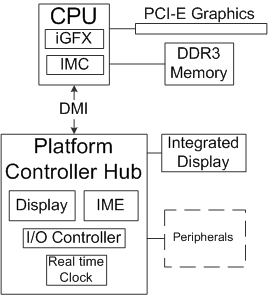 CPU
iGFX
IMC
PCI-E Graphics
DDR3
Memory
DMI
Platform
Controller Hub
Display
IME
I/O Controller
Real time
Clock
Integrated
Display
Peripherals